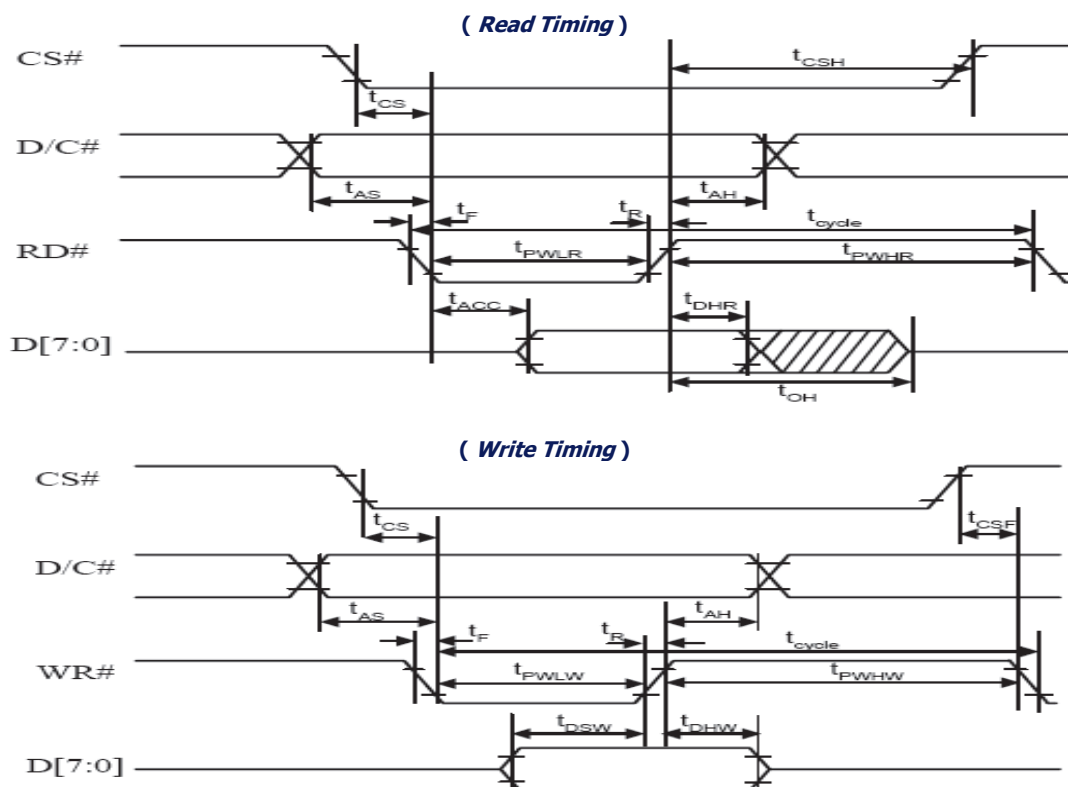 ( Read Timing )
CS#
tCSH
tCS
D/C#
tAS
tAH
tF
tR
tcycle
RD#
tPWLR
tPWHR
tACC
tDHR
D[7:0]
tOH
( Write Timing )
CS#
tCS
tCSF
D/C#
tAS
tAH
tF
tR
tcycle
WR#
tPWLW
tPWHW
tDSW
tDHW
D[7:0]